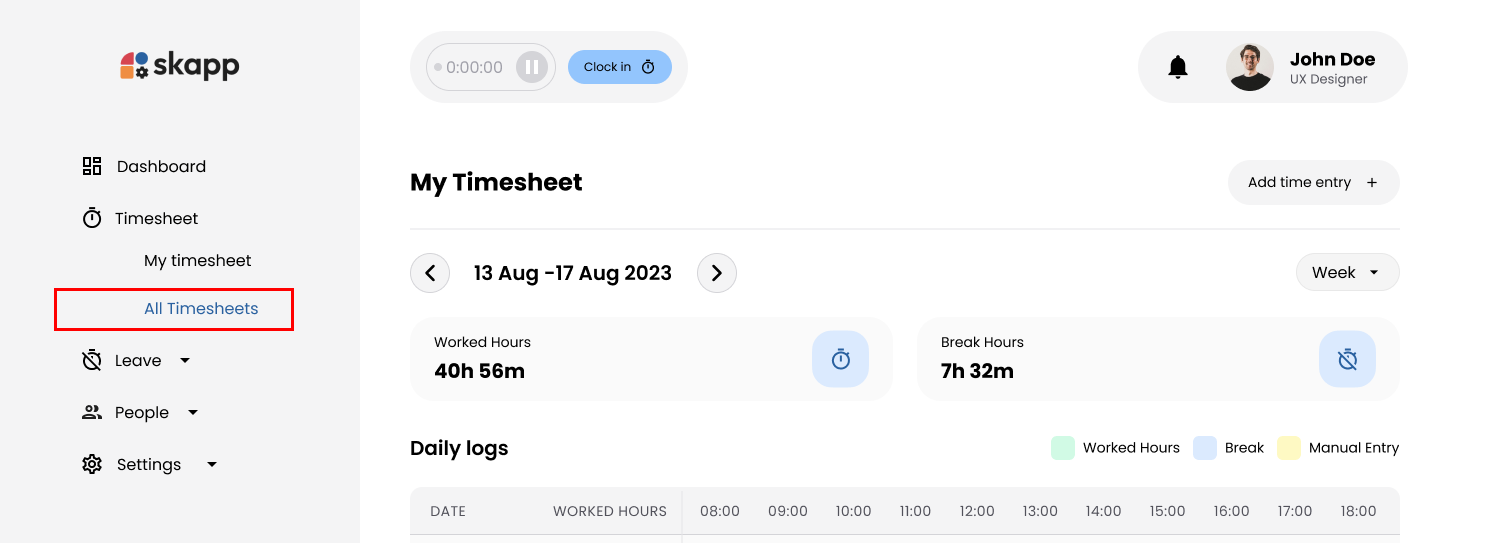 skapp
0:00:00
Clock in
John Doe
UX Designer
Dashboard
Timesheet
My timesheet
All Timesheets
Leave
People
Settings
My Timesheet
Add time entry +
13 Aug -17 Aug 2023
Week
Worked Hours
40h 56m
Break Hours
7h 32m
Daily logs
Worked Hours Break Manual Entry
DATE WORKED HOURS 08:00 09:00 10:00 11:00 12:00 13:00 14:00 15:00 16:00 17:00 18:00